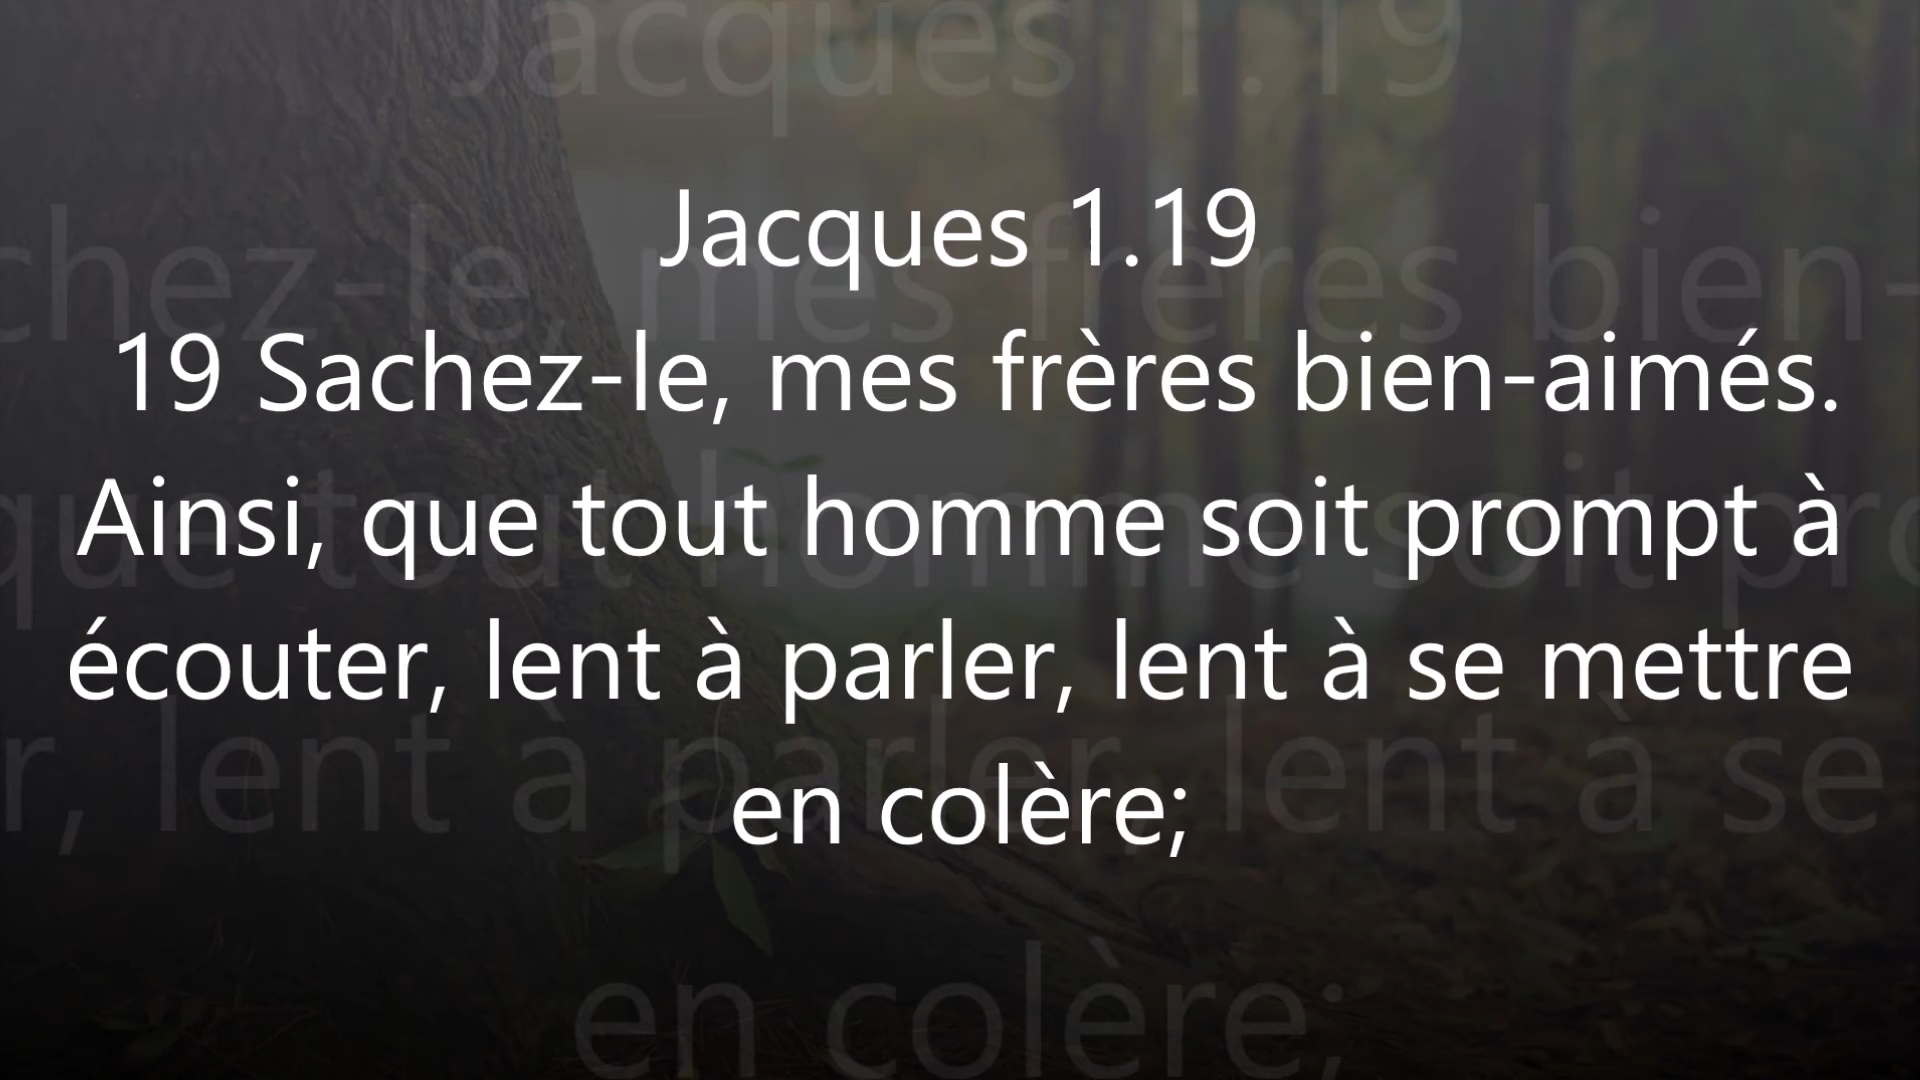 Jacques 1.19
19 Sachez-le, mes frères bien-aimés.
Ainsi, que tout homme soit prompt à
écouter, lent à parler, lent à se mettre
en colère;